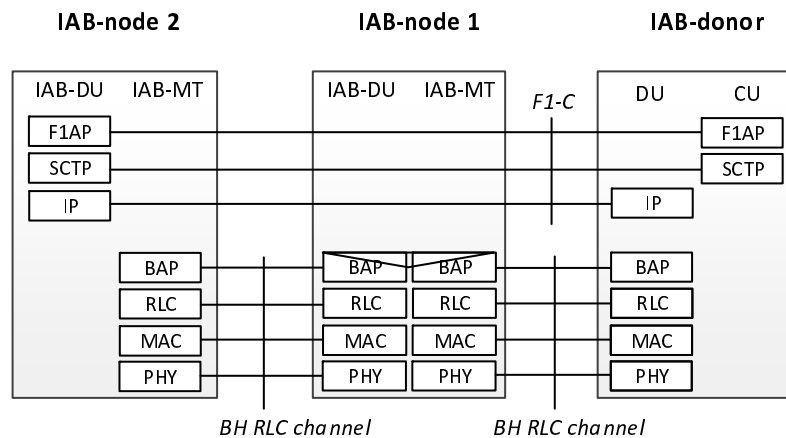 IAB-node 2 IAB-node 1 IAB-donor
IAB-DU IAB-MT IAB-DU IAB-MT F1-C DU CU
F1AP F1AP
SCTP SCTP
IP IP
BAP BAP BAP BAP
RLC RLC RLC RLC
MAC MAC MAC MAC
PHY PHY PHY PHY
BH RLC channel BH RLC channel